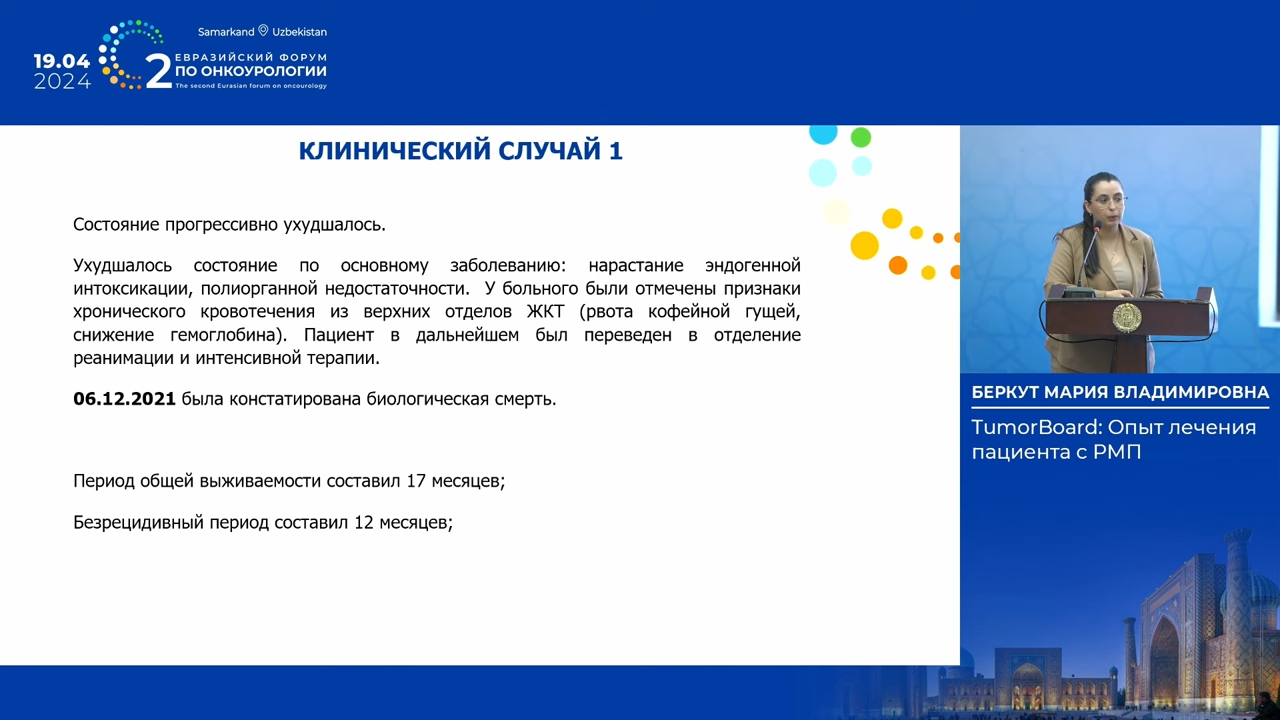 Samarkand Uzbekistan
19.04
2024
2
ЕВРАЗИЙСКИЙ ФОРУМ
ПО ОНКОУРОЛОГИИ
The second Eurasian forum on oncourology
КЛИНИЧЕСКИЙ СЛУЧАЙ 1
Состояние прогрессивно ухудшалось.
Ухудшалось состояние по основному заболеванию: нарастание эндогенной
интоксикации, полиорганной недостаточности. У больного были отмечены признаки
хронического кровотечения из верхних отделов ЖКТ (рвота кофейной гущей,
снижение гемоглобина). Пациент в дальнейшем был переведен в отделение
реанимации и интенсивной терапии.
06.12.2021 была констатирована биологическая смерть.
Период общей выживаемости составил 17 месяцев;
Безрецидивный период составил 12 месяцев;
БЕРКУТ МАРИЯ ВЛАДИМИРОВНА
TumorBoard: Опыт лечения
пациента с РМП